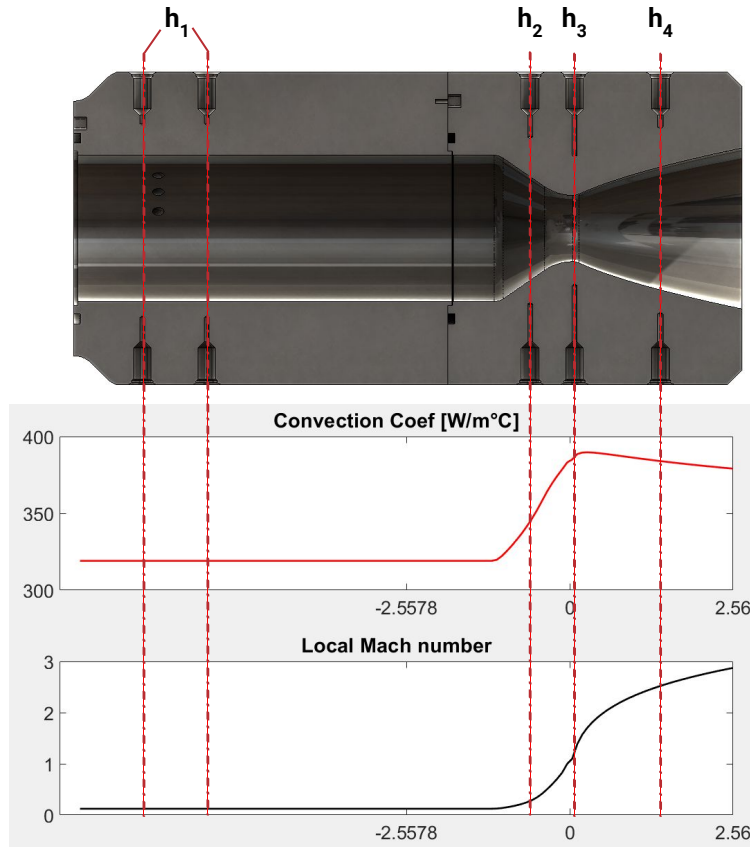 h₁ h₂ h₃ h₄
Convection Coef [W/m°C]
400
350
300
-2.5578 0 2.56
Local Mach number
3
2
1
0
-2.5578 0 2.56